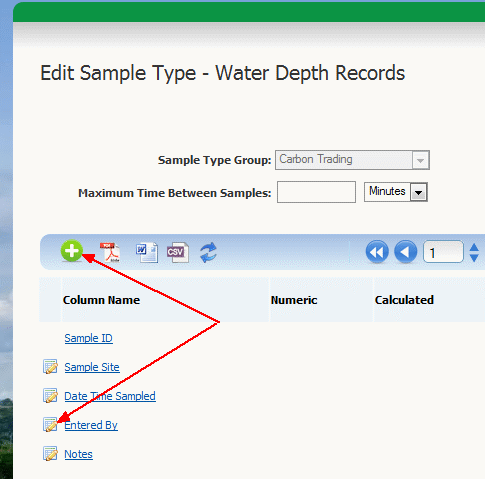 Edit Sample Type - Water Depth Records
Sample Type Group: Carbon Trading
Maximum Time Between Samples: Minutes
PDF W CSV 1
Column Name Numeric Calculated
Sample ID
Sample Site
Date Time Sampled
Entered By
Notes